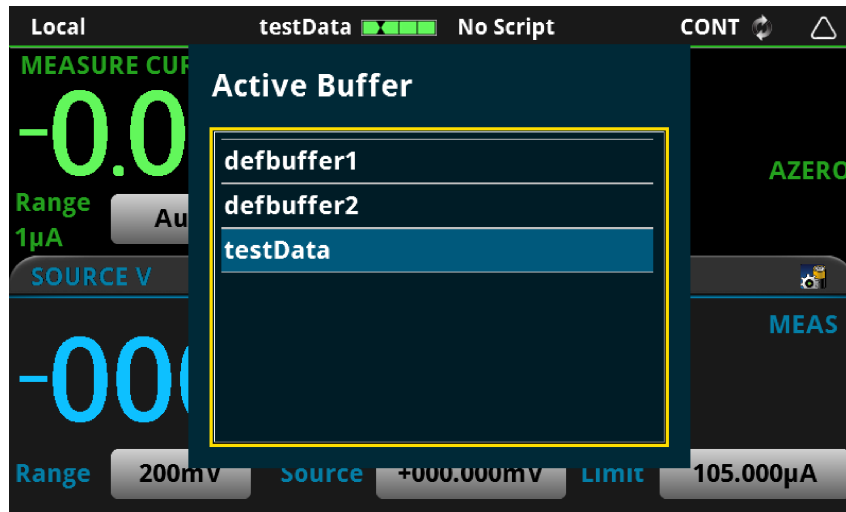 Local testData No Script CONT
MEASURE CUR
Active Buffer
-0.0
defbuffer1
AZERO
defbuffer2
Range Au
1µA
testData
SOURCE V
MEAS
-000
Range 200mV Source +000.000mV Limit 105.000µA